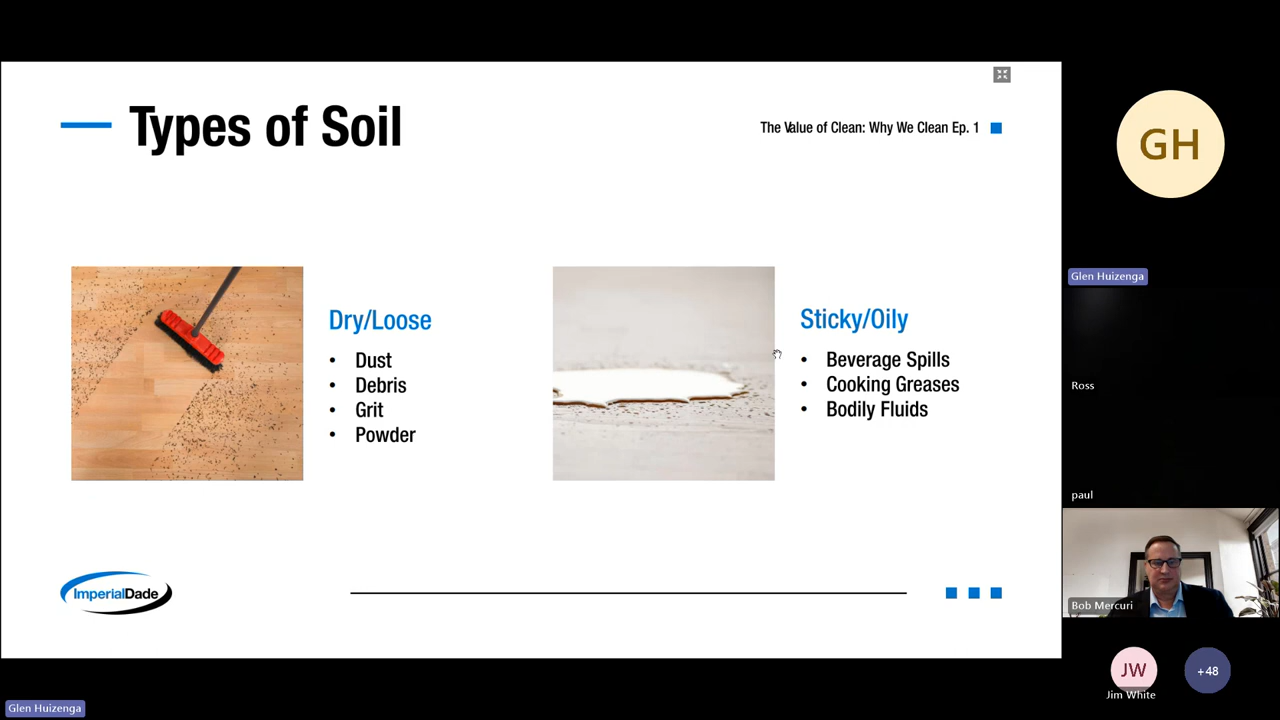 Types of Soil
The Value of Clean: Why We Clean Ep. 1
Dry/Loose
• Dust
• Debris
• Grit
• Powder
Sticky/Oily
• Beverage Spills
• Cooking Greases
• Bodily Fluids
ImperialDade
GH
Glen Huizenga
Ross
paul
Bob Mercuri
JW
Jim White
+48
Glen Huizenga